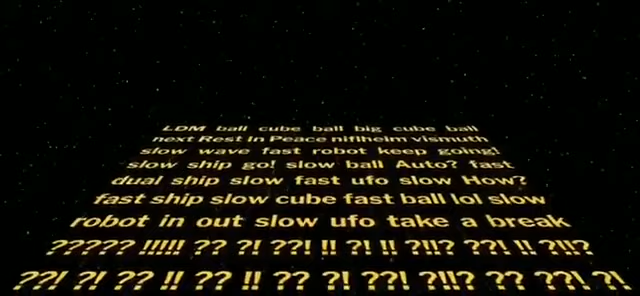 LDM ball cube ball big cube ball
next Rest In Peace niflheim vismuth
slow wave fast robot keep going!
slow ship go! slow ball Auto? fast
dual ship slow fast ufo slow How?
fast ship slow cube fast ball lol slow
robot in out slow ufo take a break
????? !!!!! ?? ?! ??! !! ?! !! ?!!? ??! !! ?!!?
??! ?! ?? !! ?? !! ?? ?! ??! ?!!? ?? ??! ?!